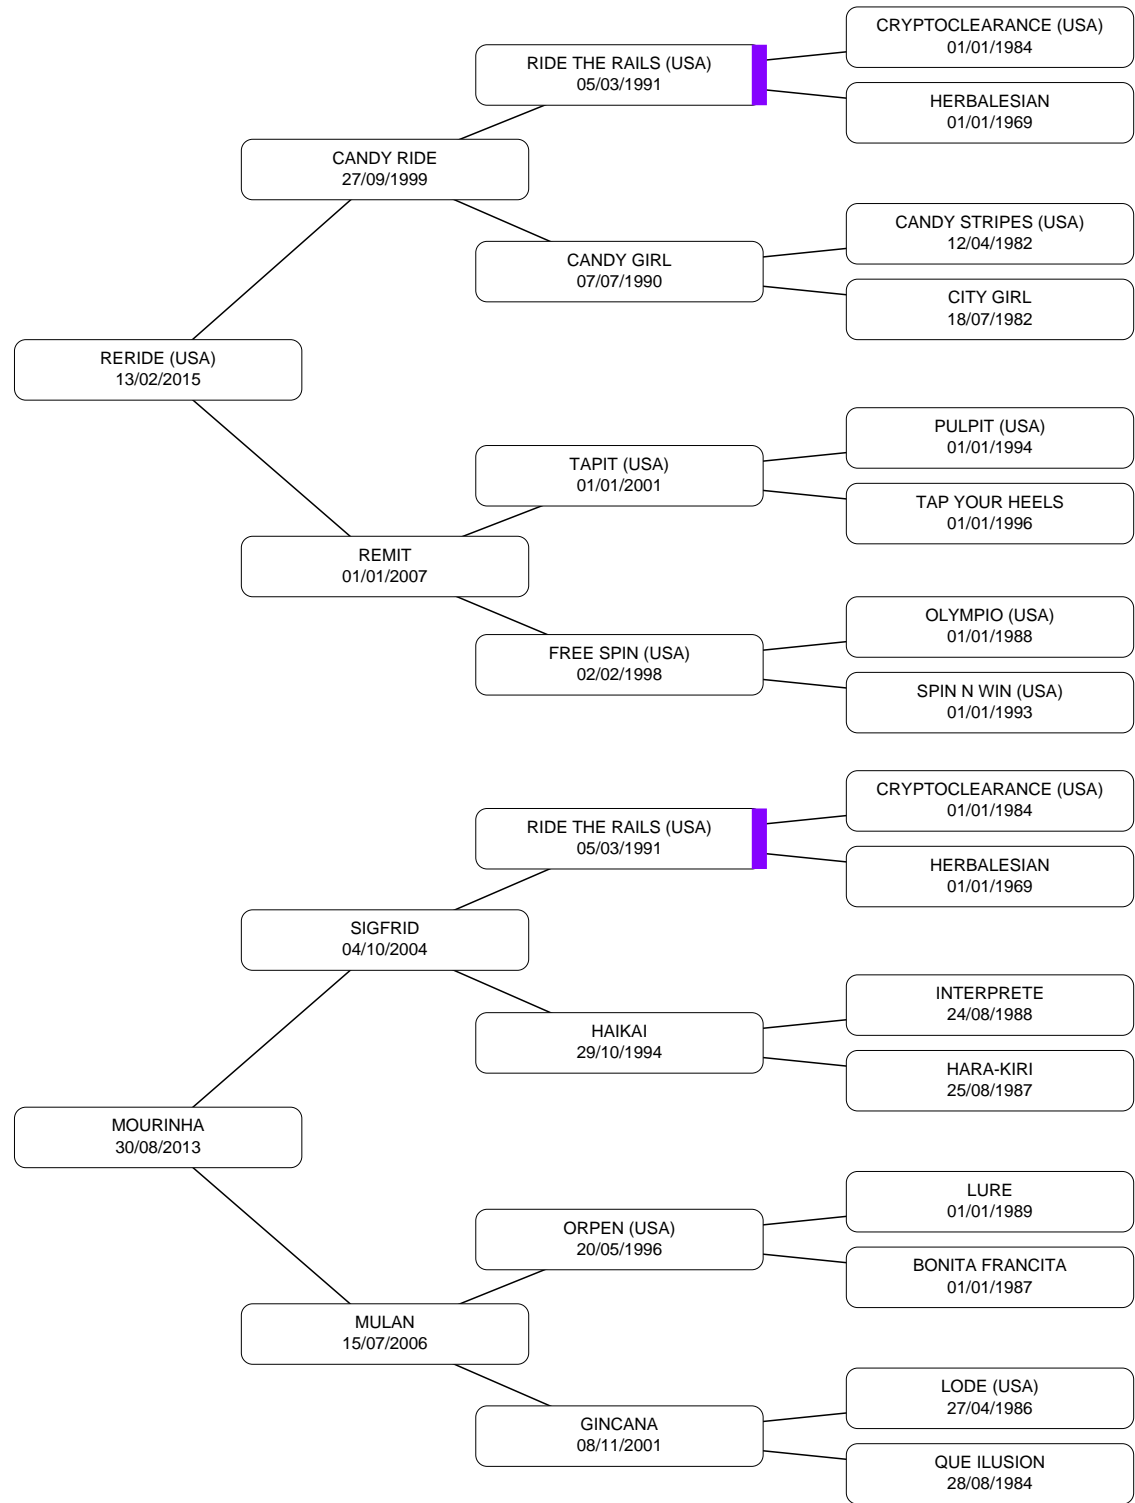 CRYPTOCLEARANCE (USA)
01/01/1984
RIDE THE RAILS (USA)
05/03/1991
HERBALESIAN
01/01/1969
CANDY RIDE
27/09/1999
CANDY STRIPES (USA)
12/04/1982
CANDY GIRL
07/07/1990
CITY GIRL
18/07/1982
RERIDE (USA)
13/02/2015
PULPIT (USA)
01/01/1994
TAPIT (USA)
01/01/2001
TAP YOUR HEELS
01/01/1996
REMIT
01/01/2007
OLYMPIO (USA)
01/01/1988
FREE SPIN (USA)
02/02/1998
SPIN N WIN (USA)
01/01/1993
CRYPTOCLEARANCE (USA)
01/01/1984
RIDE THE RAILS (USA)
05/03/1991
HERBALESIAN
01/01/1969
SIGFRID
04/10/2004
INTERPRETE
24/08/1988
HAIKAI
29/10/1994
HARA-KIRI
25/08/1987
MOURINHA
30/08/2013
LURE
01/01/1989
ORPEN (USA)
20/05/1996
BONITA FRANCITA
01/01/1987
MULAN
15/07/2006
LODE (USA)
27/04/1986
GINCANA
08/11/2001
QUE ILUSION
28/08/1984